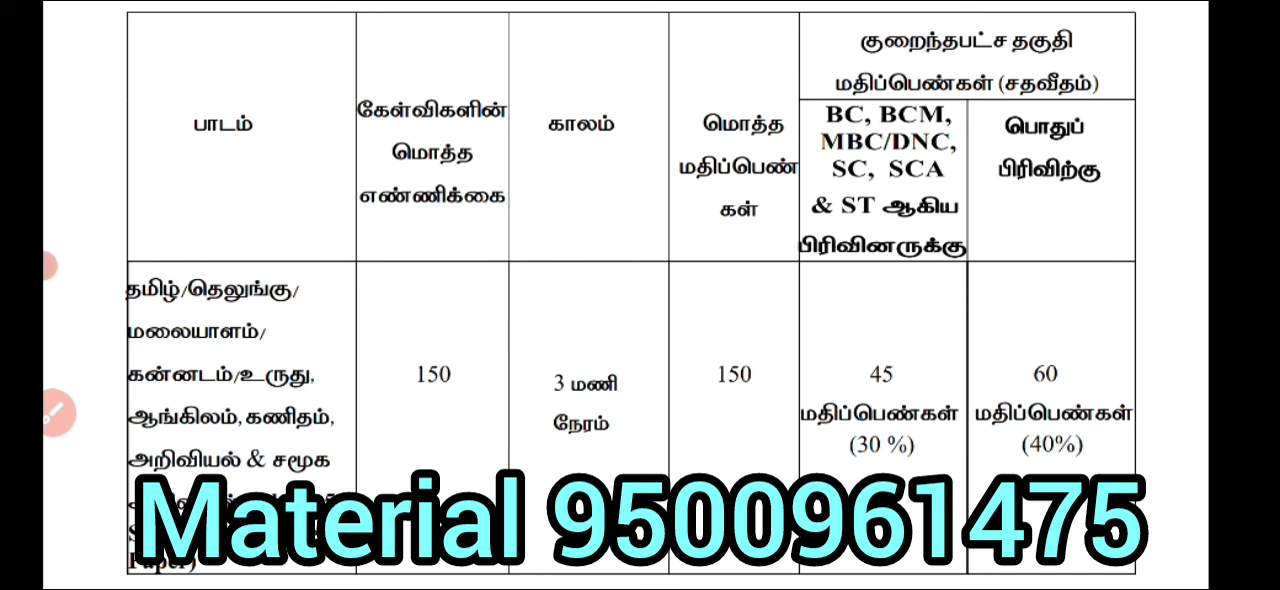 பாடம்
கேள்விகளின்
மொத்த
எண்ணிக்கை
காலம்
மொத்த
மதிப்பெண்
கள்
குறைந்தபட்ச தகுதி
மதிப்பெண்கள் (சதவீதம்)
BC, BCM,
MBC/DNC,
SC, SCA
& ST ஆகிய
பிரிவினருக்கு
பொதுப்
பிரிவிற்கு
தமிழ்/தெலுங்கு/
மலையாளம்/
கன்னடம்/உருது,
ஆங்கிலம், கணிதம்,
அறிவியல் & சமூக
Paper)
150
3 மணி
நேரம்
150
45
மதிப்பெண்கள்
(30 %)
60
மதிப்பெண்கள்
(40%)
Material 9500961475